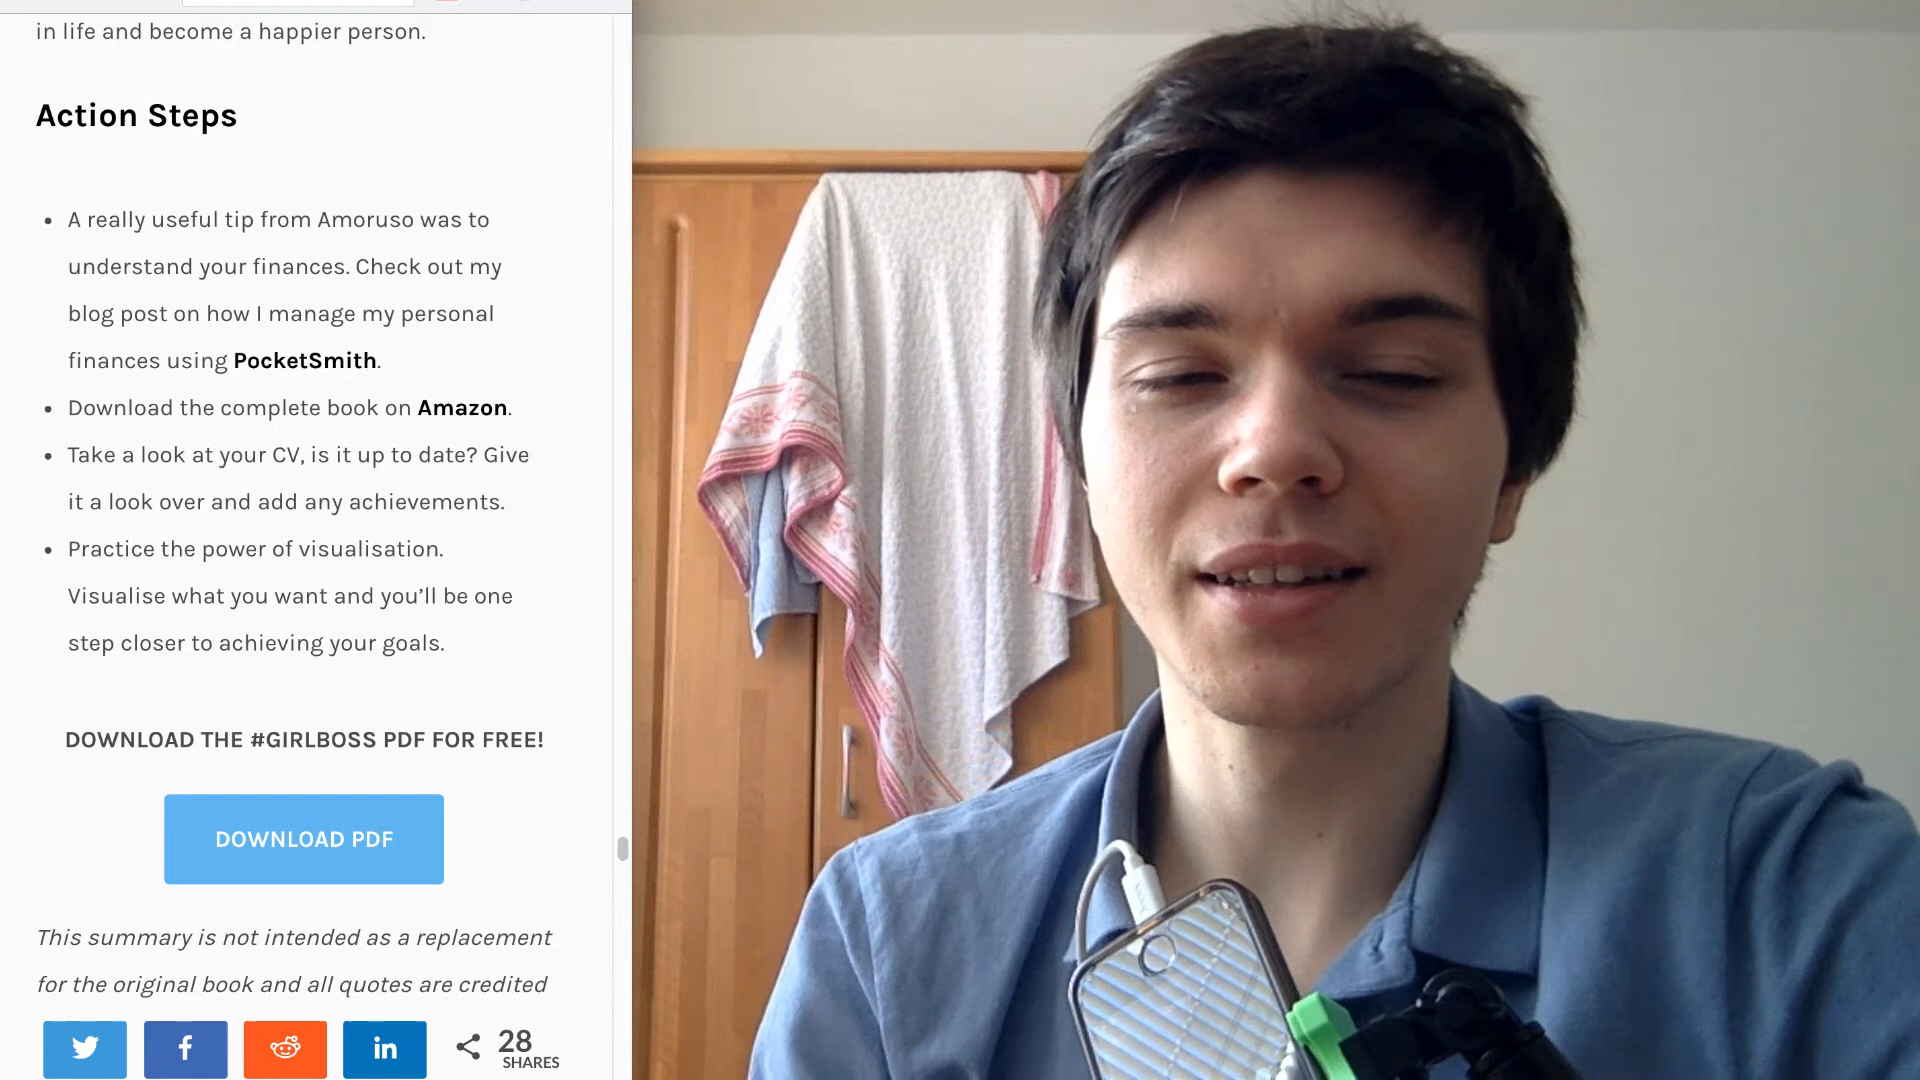 in life and become a happier person.
Action Steps
• A really useful tip from Amoruso was to
understand your finances. Check out my
blog post on how I manage my personal
finances using PocketSmith.
• Download the complete book on Amazon.
• Take a look at your CV, is it up to date? Give
it a look over and add any achievements.
• Practice the power of visualisation.
Visualise what you want and you’ll be one
step closer to achieving your goals.
DOWNLOAD THE #GIRLBOSS PDF FOR FREE!
DOWNLOAD PDF
This summary is not intended as a replacement
for the original book and all quotes are credited
28
SHARES